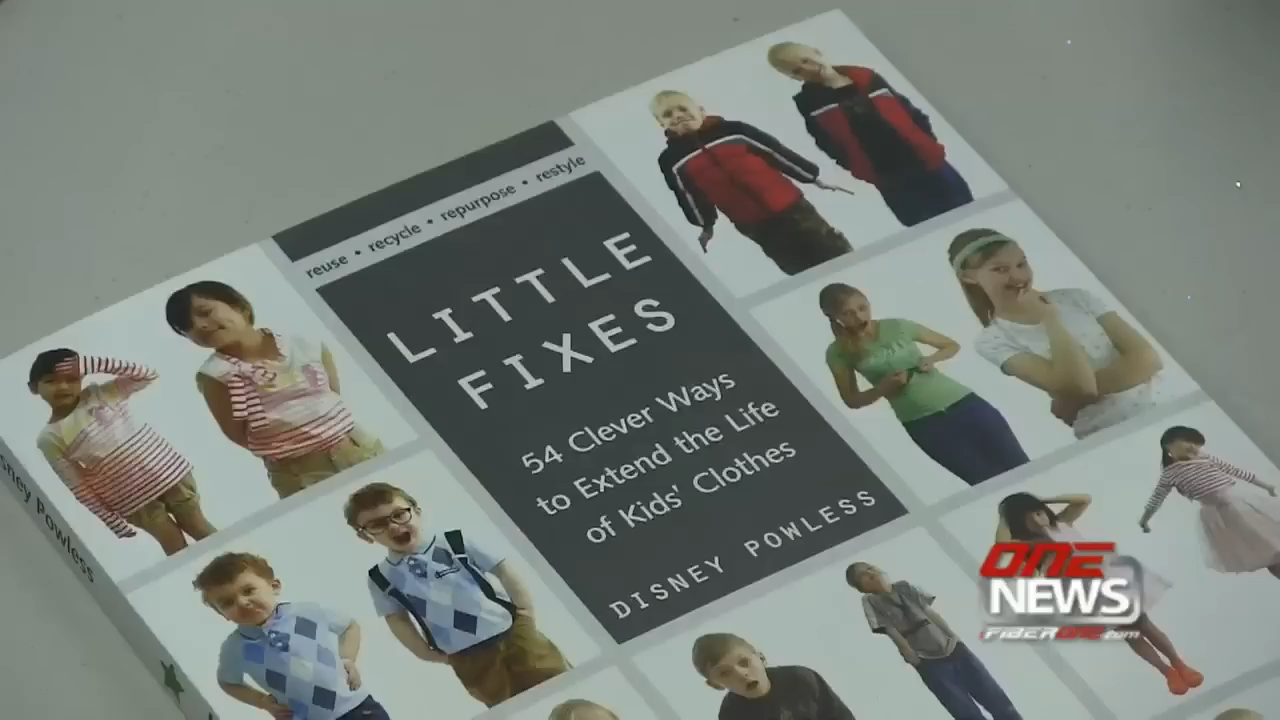 reuse • recycle • repurpose • restyle
LITTLE
FIXES
54 Clever Ways
to Extend the Life
of Kids' Clothes
DISNEY POWLESS
Powless
ONE
NEWS
FIBERONE.com